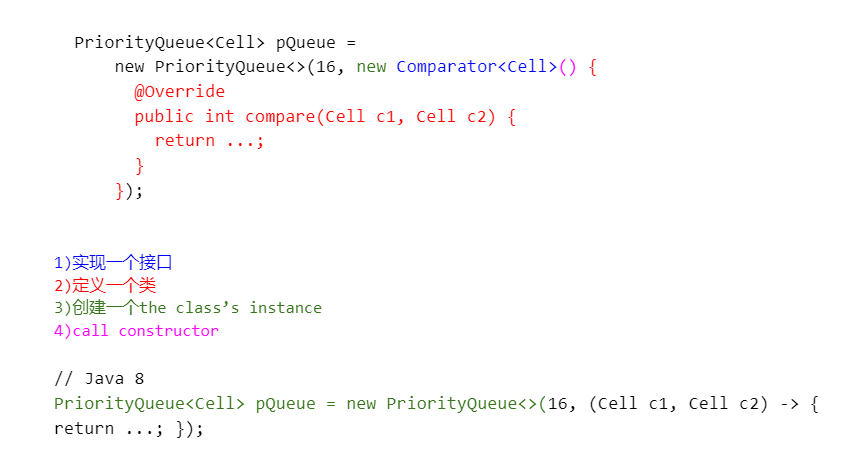 PriorityQueue<Cell> pQueue =
new PriorityQueue<>(16, new Comparator<Cell>() {
@Override
public int compare(Cell c1, Cell c2) {
return ...;
}
});
1)实现一个接口
2)定义一个类
3)创建一个the class’s instance
4)call constructor
// Java 8
PriorityQueue<Cell> pQueue = new PriorityQueue<>(16, (Cell c1, Cell c2) -> {
return ...; });